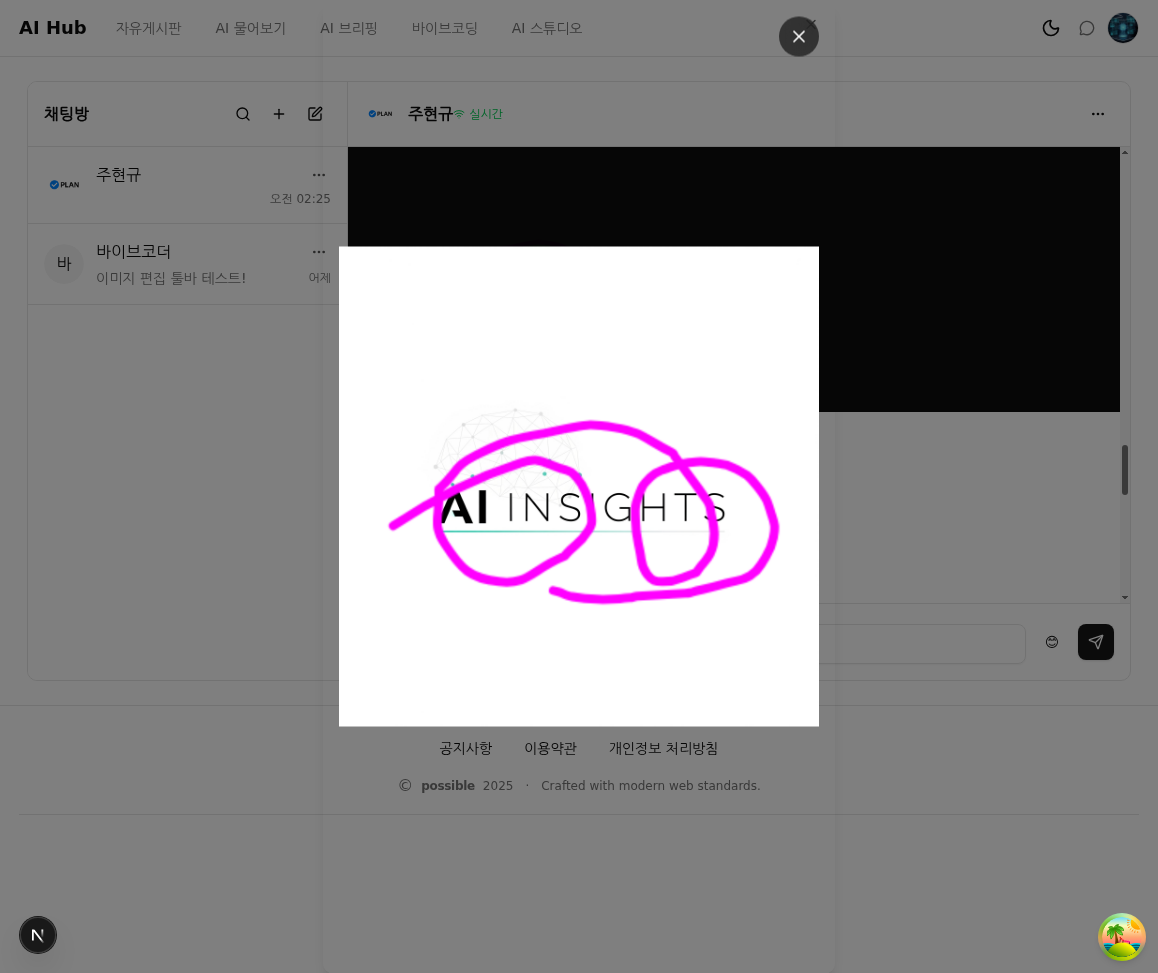 AI Hub
자유게시판
AI 물어보기
AI 브리핑
바이브코딩
AI 스튜디오
채팅방
PLAN
주현규
실시간
PLAN
주현규
오전 02:25
바
바이브코더
이미지 편집 툴바 테스트!
어제
AI INSIGHTS
공지사항
이용약관
개인정보 처리방침
© possible 2025 · Crafted with modern web standards.
N